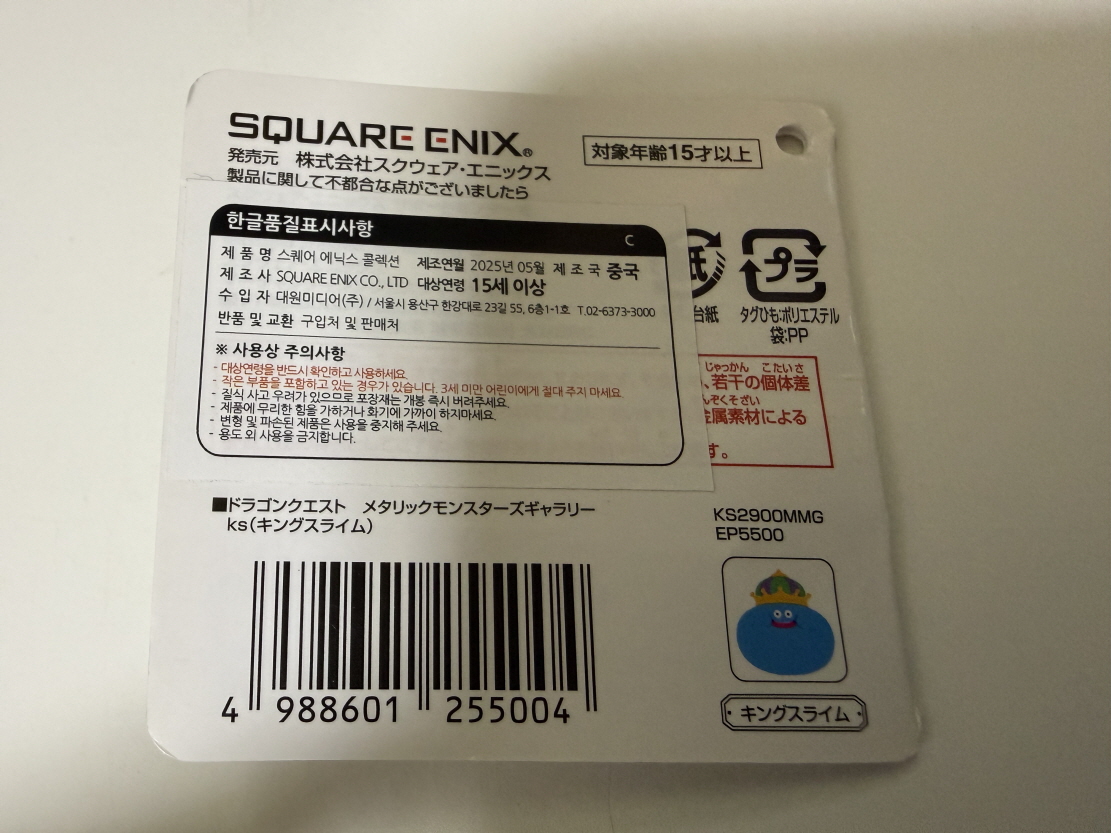 SQUARE ENIX®
対象年齢15才以上
発売元　株式会社スクウェア・エニックス
製品に関して不都合な点がございましたら
한글품질표시사항
C
제 품 명 스퀘어 에닉스 콜렉션 제조연월 2025년 05월 제 조 국 중국
제 조 사 SQUARE ENIX CO., LTD 대상연령 15세 이상
수 입 자 대원미디어(주) / 서울시 용산구 한강대로 23길 55, 6층1-1호 T.02-6373-3000
반품 및 교환 구입처 및 판매처
※ 사용상 주의사항
- 대상연령을 반드시 확인하고 사용하세요.
- 작은 부품을 포함하고 있는 경우가 있습니다. 3세 미만 어린이에게 절대 주지 마세요.
- 질식 사고 우려가 있으므로 포장재는 개봉 즉시 버려주세요.
- 제품에 무리한 힘을 가하거나 화기에 가까이 하지마세요.
- 변형 및 파손된 제품은 사용을 중지해 주세요.
- 용도 외 사용을 금지합니다.
紙
プラ
台紙
タグひも:ポリエステル
袋:PP
じゃっかん こたいさ
、若干の個体差
んぞくそざい
金属素材による
す。
■ドラゴンクエスト　メタリックモンスターズギャラリー
ks(キングスライム)
KS2900MMG
EP5500
4 988601 255004
キングスライム